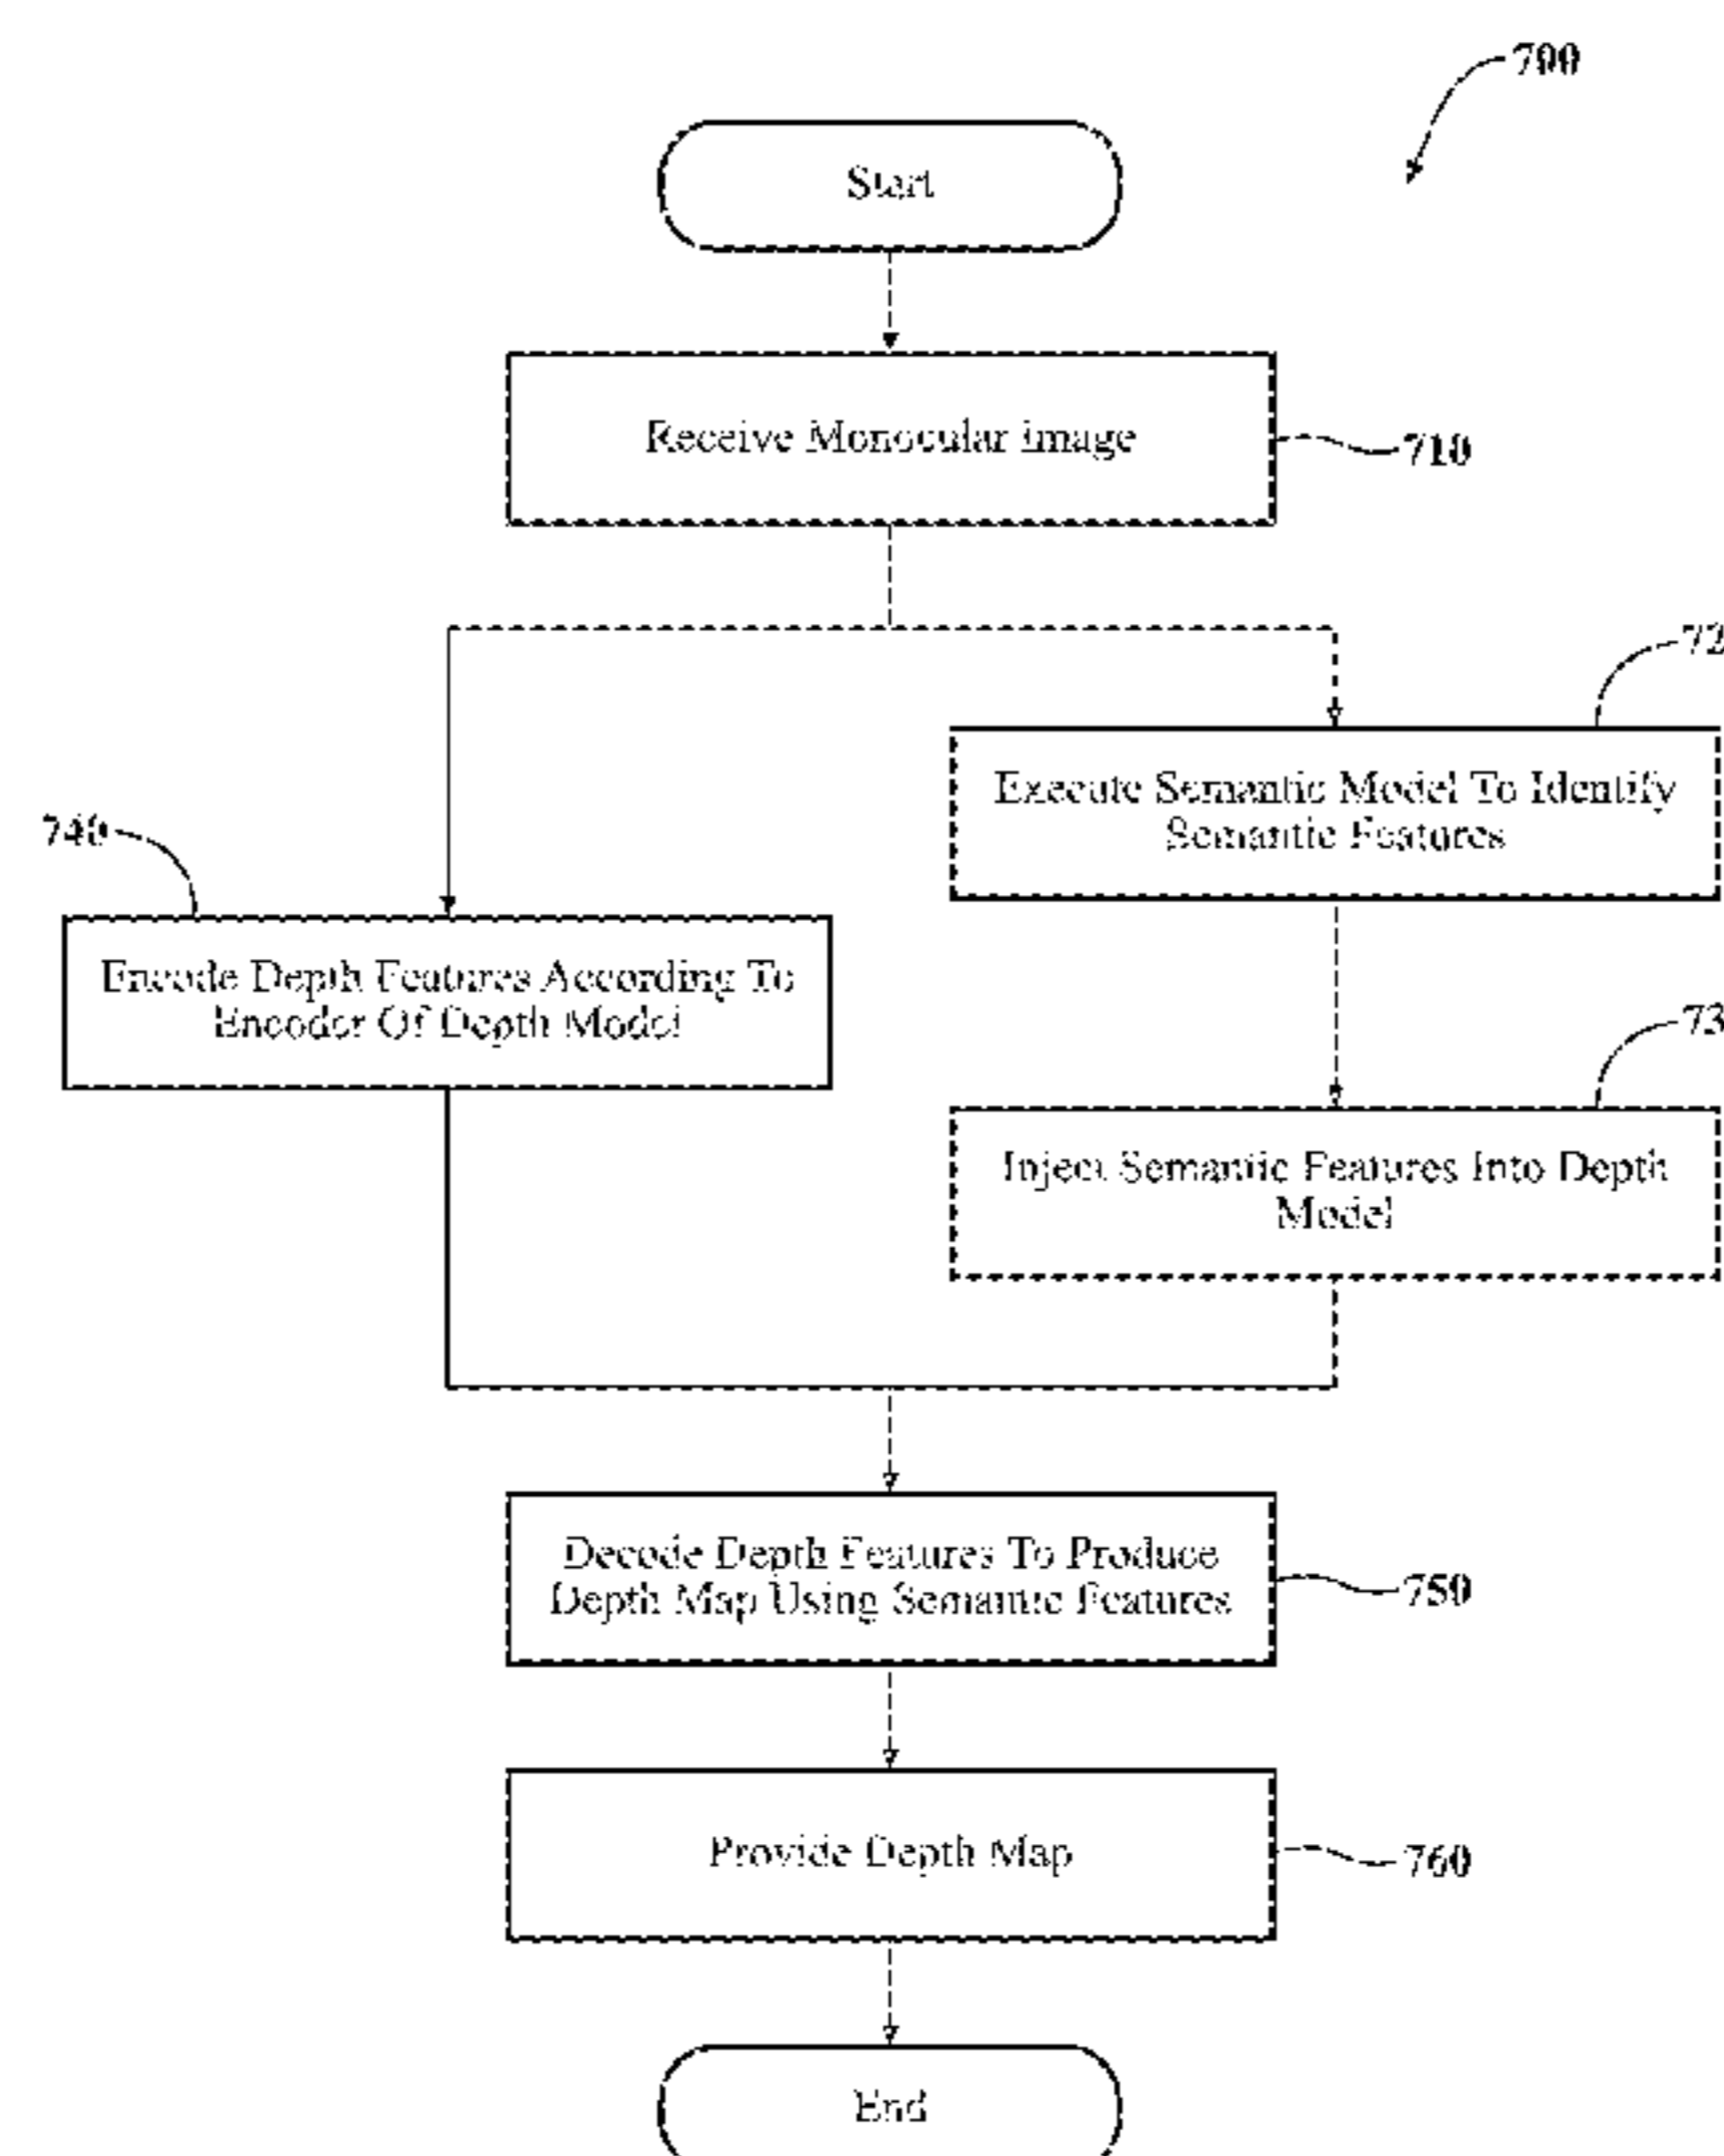 700
Start
Receive Monocular Image
710
72
Execute Semantic Model To Identify
Semantic Features
740
Encode Depth Features According To
Encoder Of Depth Model
73
Inject Semantic Features Into Depth
Model
Decode Depth Features To Produce
Depth Map Using Semantic Features
750
Provide Depth Map
760
End